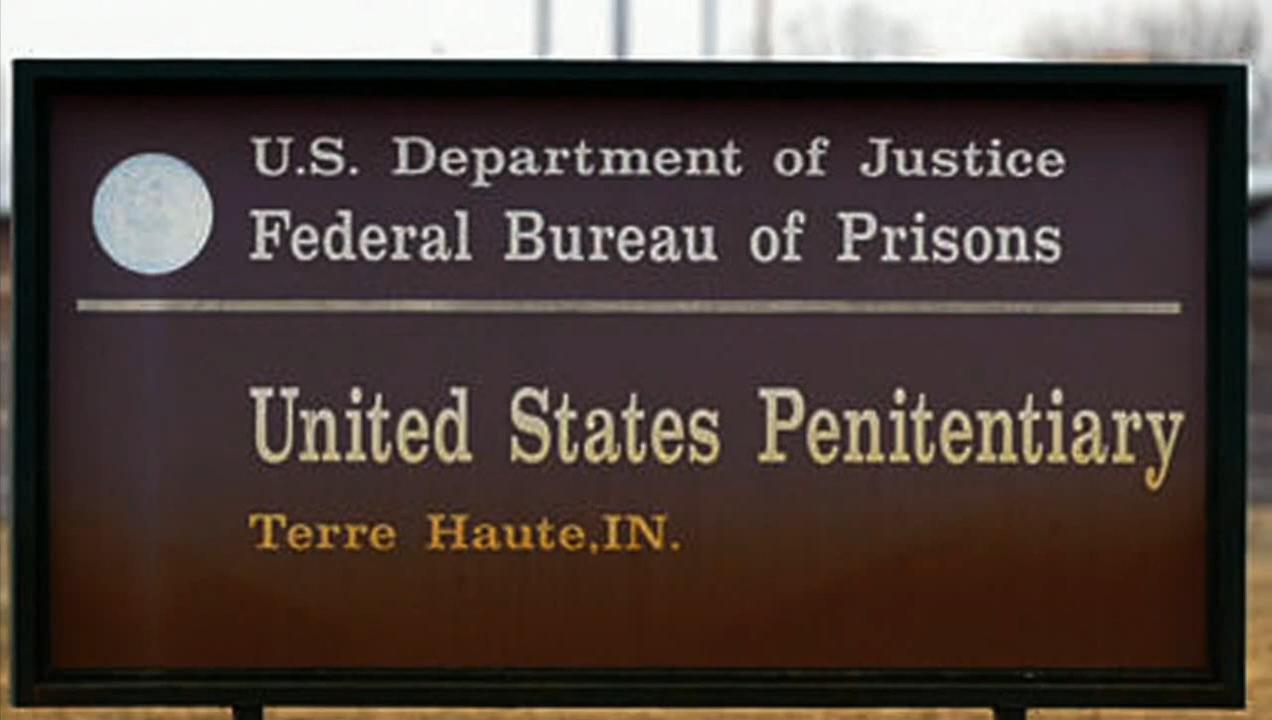 U.S. Department of Justice
Federal Bureau of Prisons
United States Penitentiary
Terre Haute,IN.